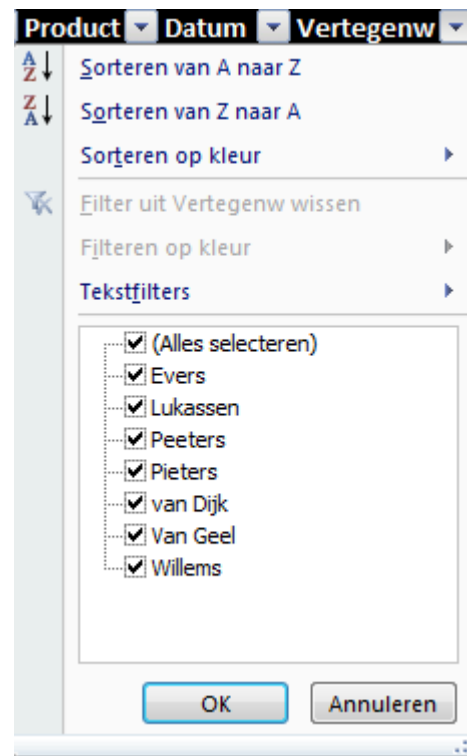 Product Datum Vertegenw
Sorteren van A naar Z
Sorteren van Z naar A
Sorteren op kleur
Filter uit Vertegenw wissen
Filteren op kleur
Tekstfilters
(Alles selecteren)
Evers
Lukassen
Peeters
Pieters
van Dijk
Van Geel
Willems
OK Annuleren